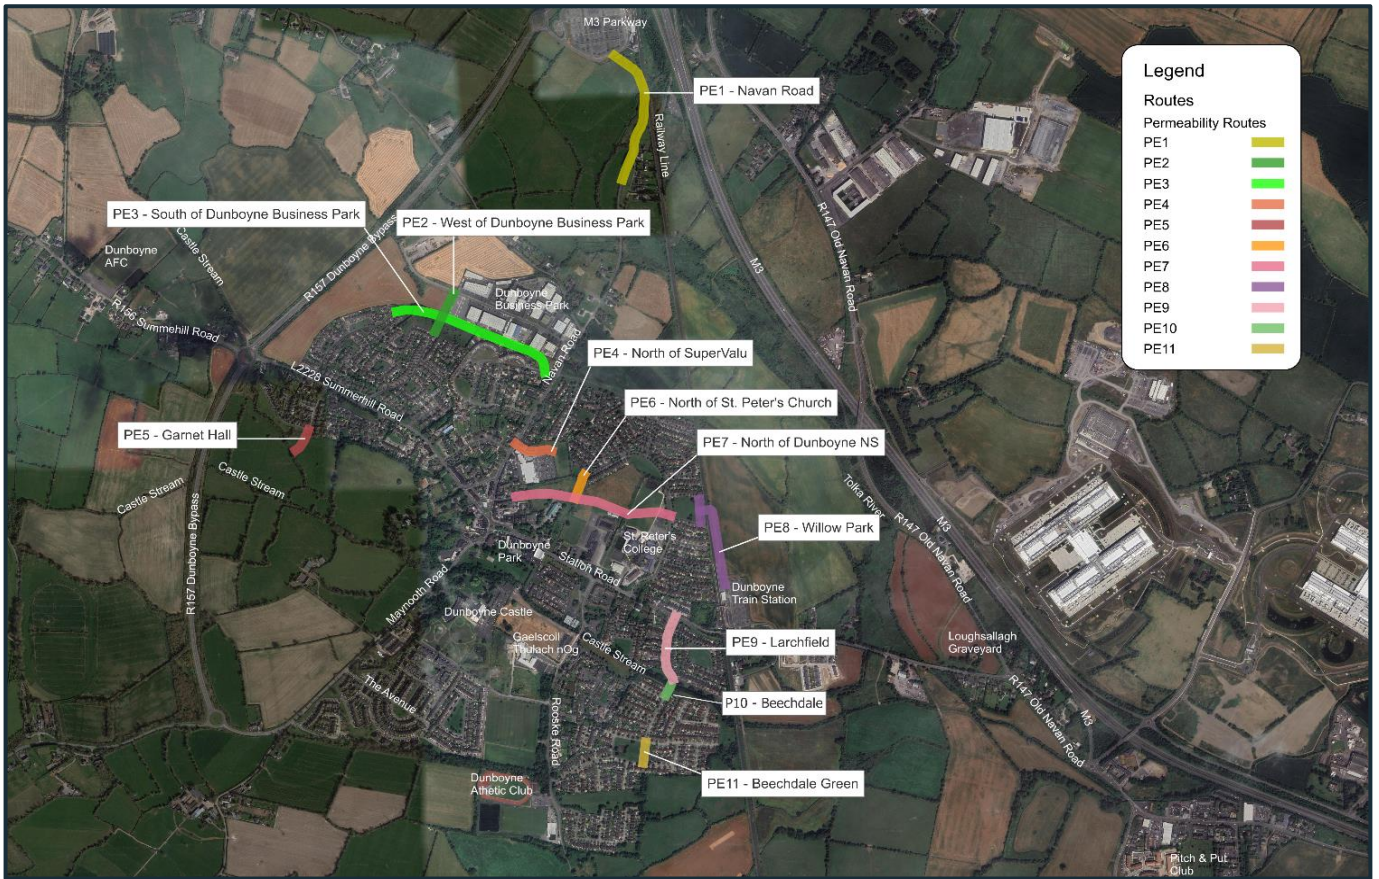 M3 Parkway
Legend
Routes
Permeability Routes
PE1
PE2
PE3
PE4
PE5
PE6
PE7
PE8
PE9
PE10
PE11
PE1 - Navan Road
Railway Line
PE3 - South of Dunboyne Business Park
PE2 - West of Dunboyne Business Park
R147 Old Navan Road
Castle Stream
Dunboyne
AFC
R157 Dunboyne Bypass
M3
R156 Summehill Road
Dunboyne
Business Park
Navan Road
PE4 - North of SuperValu
L2228 Summerhill Road
PE6 - North of St. Peter's Church
PE5 - Garnet Hall
PE7 - North of Dunboyne NS
Castle Stream
Castle Stream
Tolka River
R147 Old Navan Road
M3
PE8 - Willow Park
St. Peter's
College
Dunboyne
Park
Station Road
R157 Dunboyne Bypass
Maynooth Road
Dunboyne
Train Station
Dunboyne Castle
Gaelscoil
Thulach nOg
Castle Stream
PE9 - Larchfield
Loughsallagh
Graveyard
The Avenue
Rooske Road
P10 - Beechdale
R147 Old Navan Road
M3
Dunboyne
Athetic Club
PE11 - Beechdale Green
Pitch & Put
Club